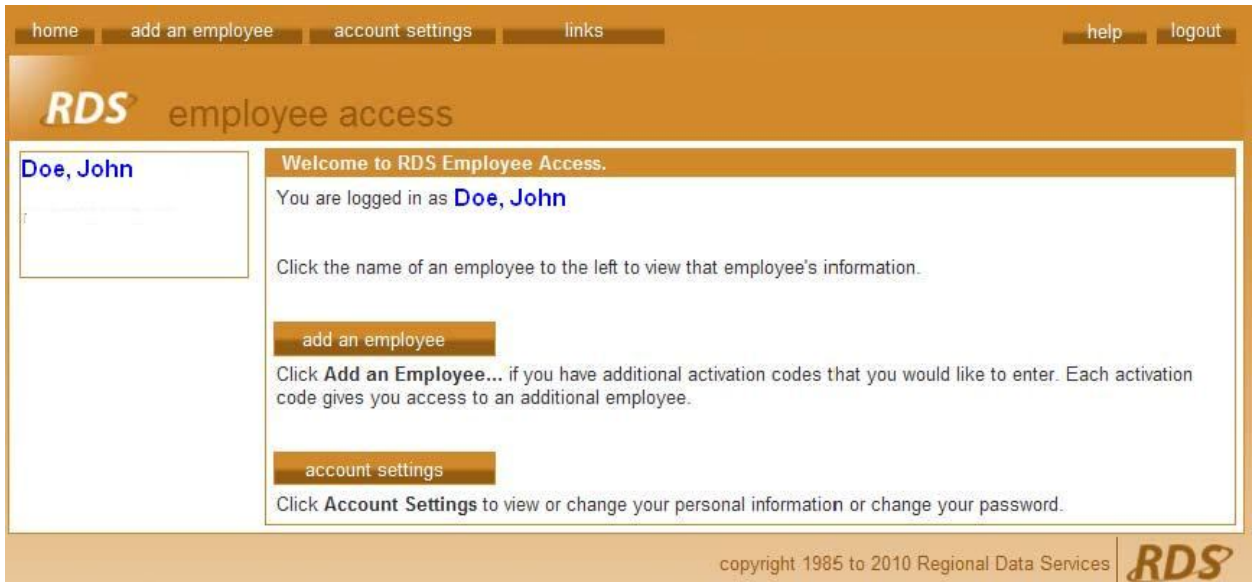 home add an employee account settings links help logout
RDS employee access
Doe, John
Welcome to RDS Employee Access.
You are logged in as Doe, John
Click the name of an employee to the left to view that employee's information.
add an employee
Click Add an Employee... if you have additional activation codes that you would like to enter. Each activation
code gives you access to an additional employee.
account settings
Click Account Settings to view or change your personal information or change your password.
copyright 1985 to 2010 Regional Data Services RDS